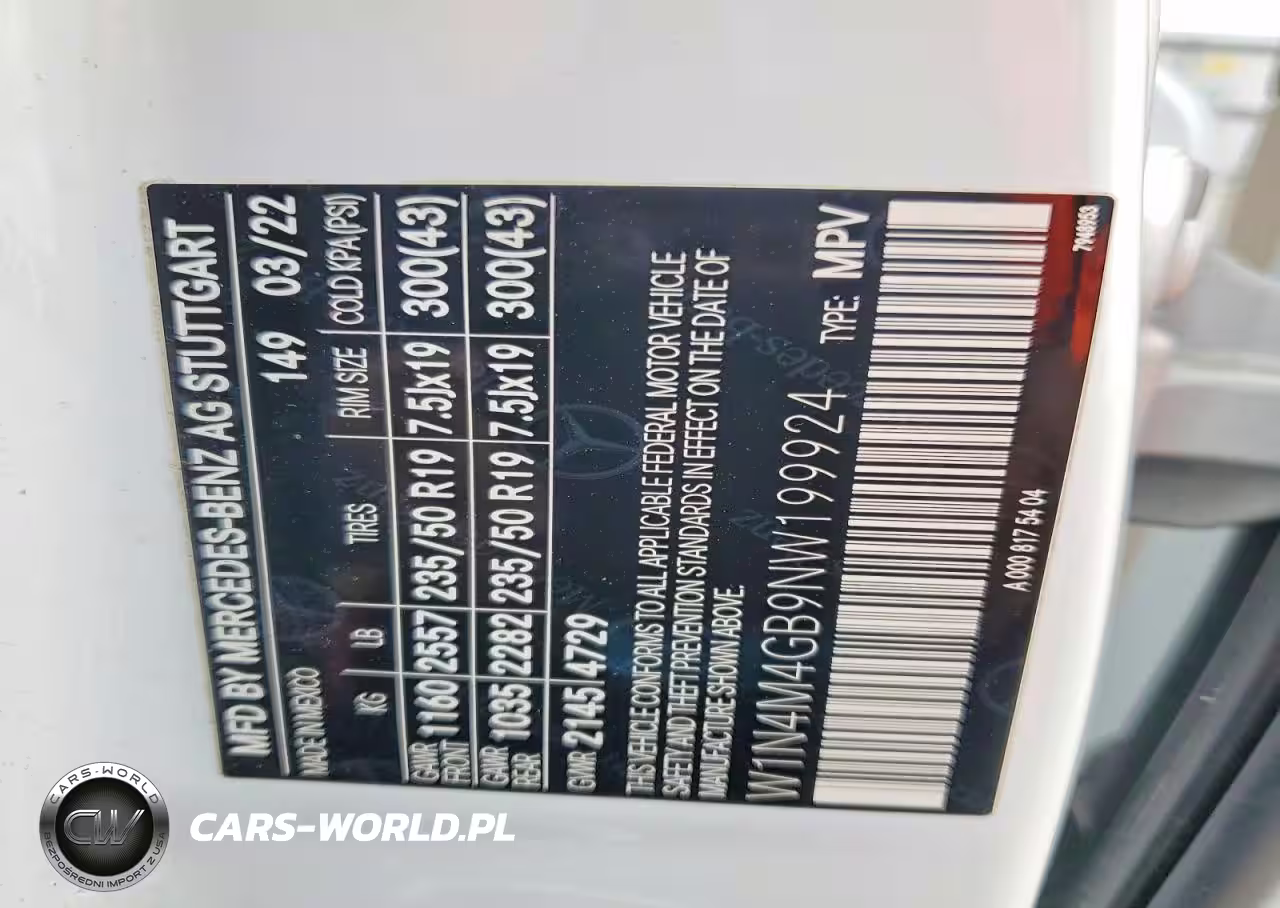 MFD BY MERCEDES-BENZ AG STUTTGART
MADE IN MEXICO 149 03/22
KG LB TIRES RIM SIZE COLD KPA(PSI)
GAWR FRONT 1160 2557 235/50 R19 7.5Jx19 300(43)
GAWR REAR 1035 2282 235/50 R19 7.5Jx19 300(43)
GVWR 2145 4729
THIS VEHICLE CONFORMS TO ALL APPLICABLE FEDERAL MOTOR VEHICLE
SAFETY AND THEFT PREVENTION STANDARDS IN EFFECT ON THE DATE OF
MANUFACTURE SHOWN ABOVE.
W1N4M4GB9NW199924 TYPE: MPV
A 000 817 54 04
7948953
CARS-WORLD
CW
BEZPOŚREDNI IMPORT Z USA
CARS-WORLD.PL